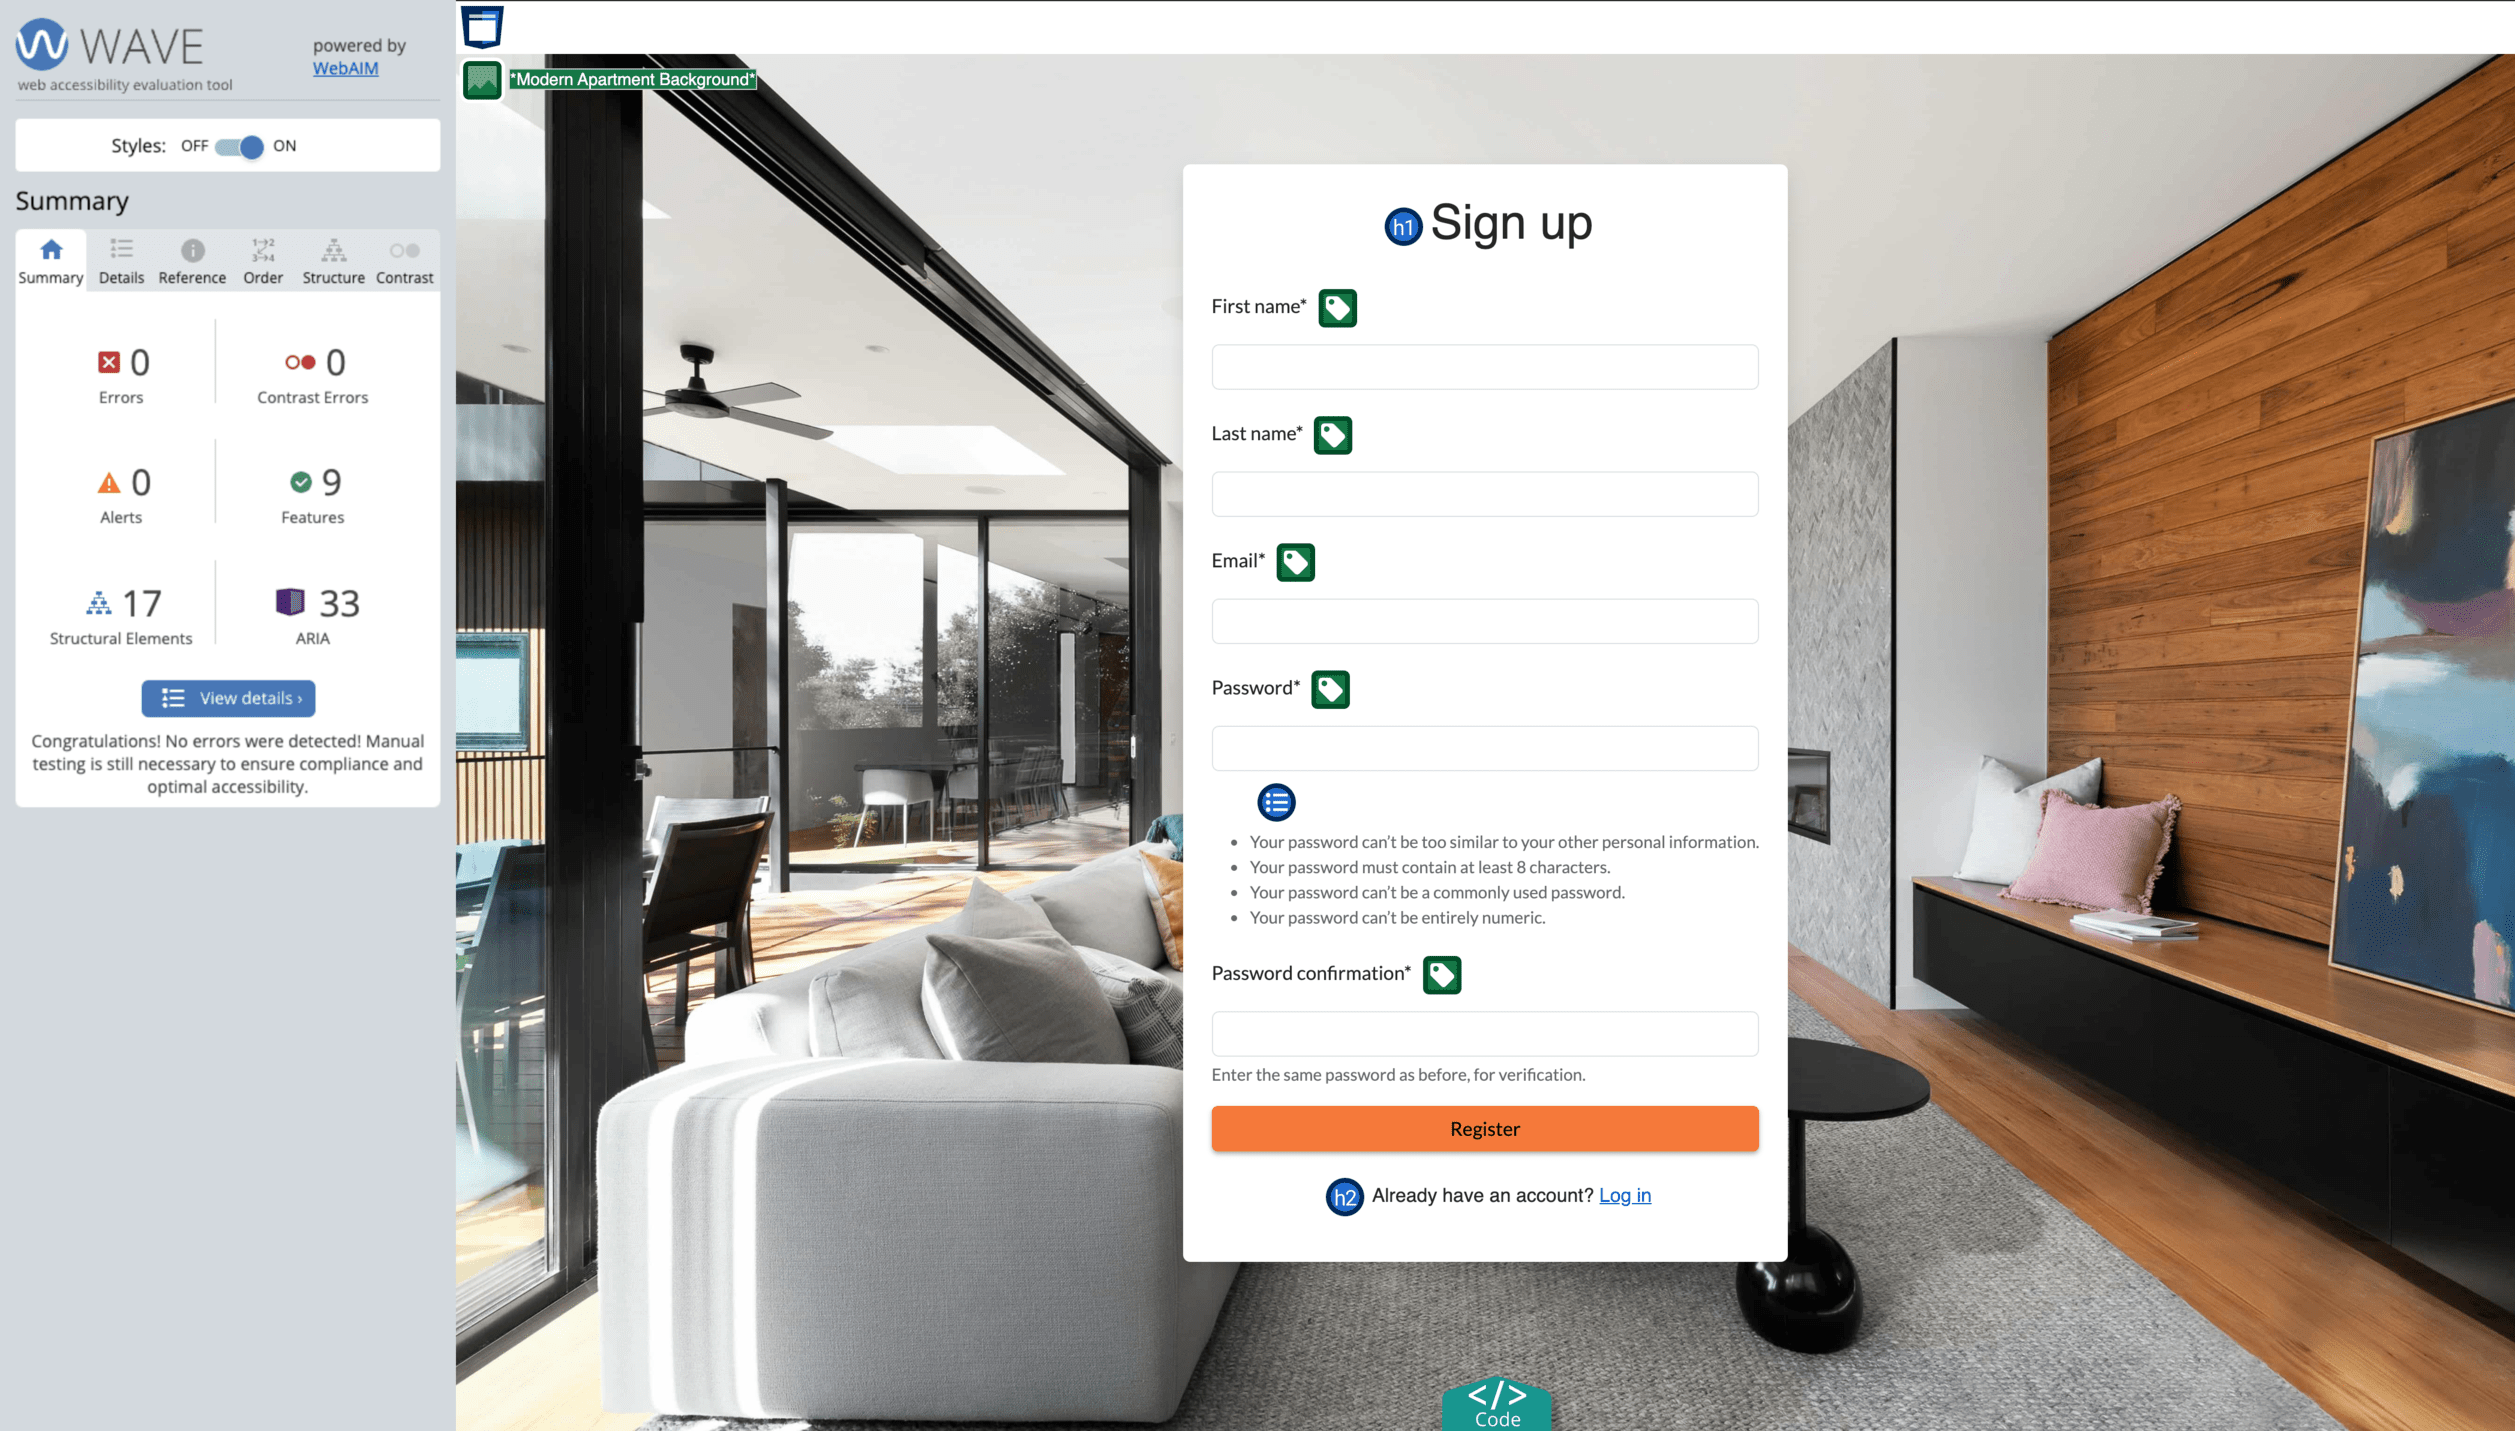 WAVE
web accessibility evaluation tool
powered by
WebAIM
Styles: OFF ON
Summary
Summary Details Reference Order Structure Contrast
0 Errors
0 Contrast Errors
0 Alerts
9 Features
17 Structural Elements
33 ARIA
View details ›
Congratulations! No errors were detected! Manual
testing is still necessary to ensure compliance and
optimal accessibility.
*Modern Apartment Background*
h1 Sign up
First name*
Last name*
Email*
Password*
Your password can’t be too similar to your other personal information.
Your password must contain at least 8 characters.
Your password can’t be a commonly used password.
Your password can’t be entirely numeric.
Password confirmation*
Enter the same password as before, for verification.
Register
h2 Already have an account? Log in
</>
Code